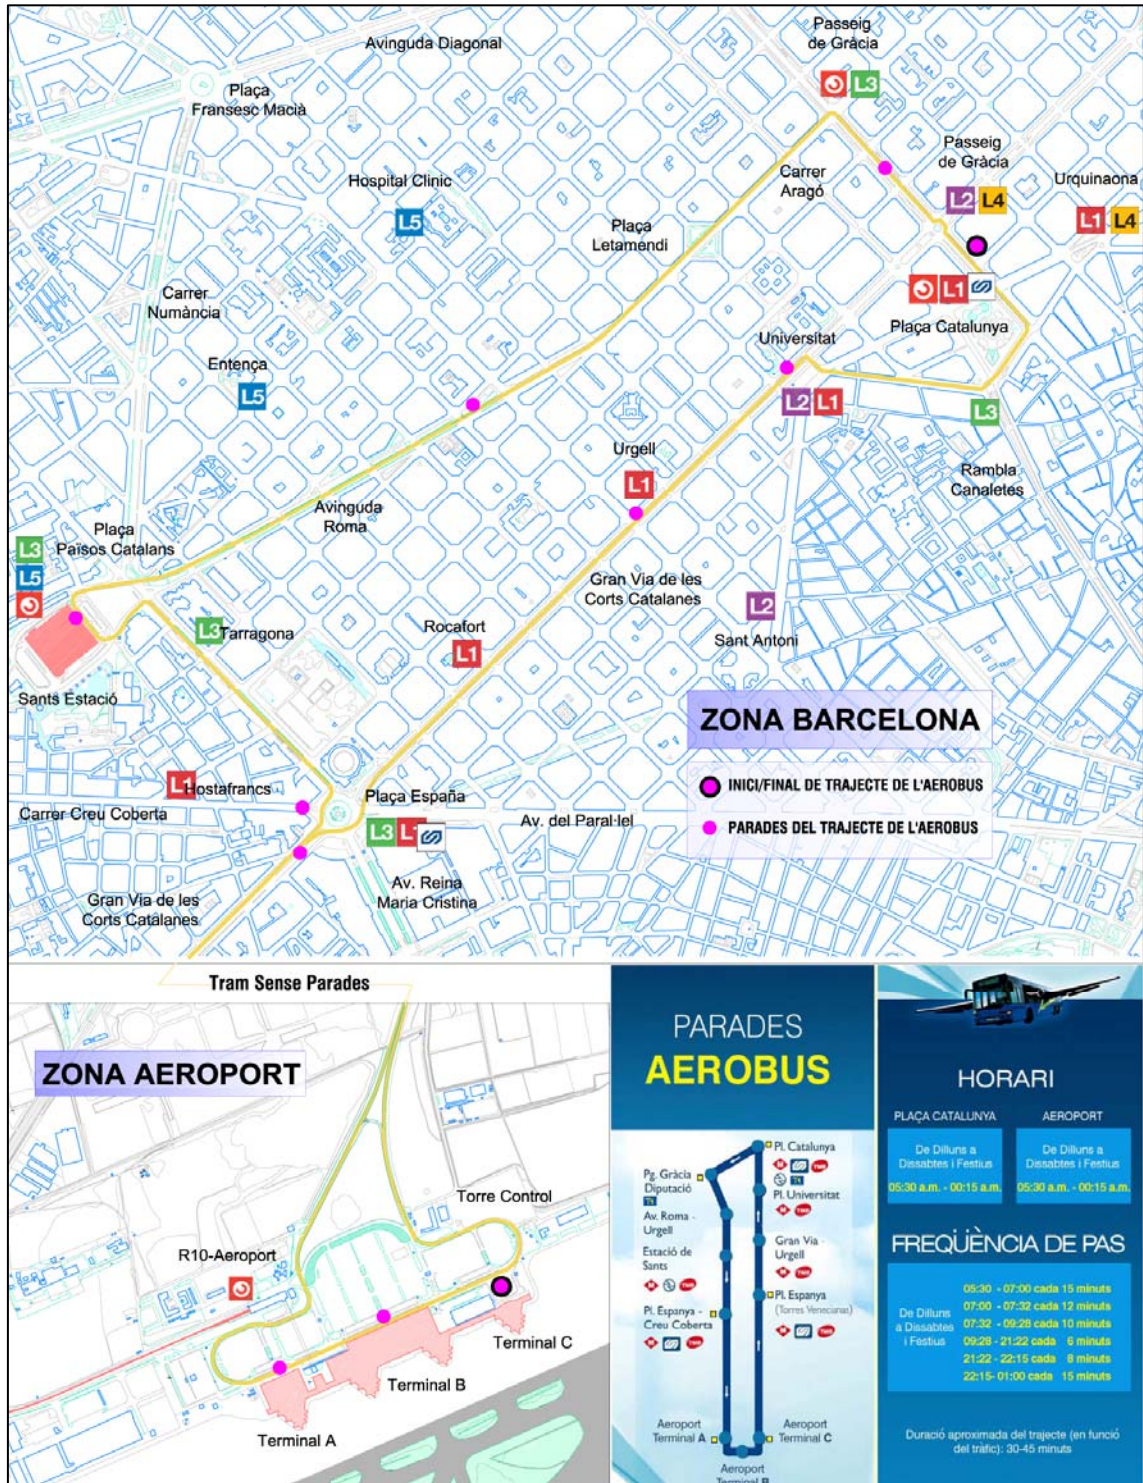 Avinguda Diagonal
Passeig
de Gràcia
L3
Plaça
Fransesc Macià
Passeig
de Gràcia
L2 L4
Urquinaona
L1 L4
Carrer
Aragó
Hospital Clinic
L5
Plaça
Letamendi
L1
Plaça Catalunya
Carrer
Numància
Universitat
L2 L1
Entença
L5
L3
Urgell
L1
Rambla
Canaletes
Avinguda
Roma
Plaça
Països Catalans
L3
L5
Gran Via de les
Corts Catalanes
L2
Sant Antoni
L3
Tarragona
Rocafort
L1
Sants Estació
ZONA BARCELONA
INICI/FINAL DE TRAJECTE DE L'AEROBUS
PARADES DEL TRAJECTE DE L'AEROBUS
L1
Hostafrancs
Carrer Creu Coberta
Plaça España
L3 L1
Av. del Paral·lel
Av. Reina
Maria Cristina
Gran Via de les
Corts Catalanes
Tram Sense Parades
ZONA AEROPORT
Torre Control
R10-Aeroport
Terminal C
Terminal B
Terminal A
PARADES
AEROBUS
Pl. Catalunya
Pg. Gràcia
Diputació
Pl. Universitat
Av. Roma -
Urgell
Gran Via -
Urgell
Estació de
Sants
Pl. Espanya
(Torres Venecianas)
Pl. Espanya -
Creu Coberta
Aeroport
Terminal A
Aeroport
Terminal C
Aeroport
Terminal B
HORARI
PLAÇA CATALUNYA
De Dilluns a
Dissabtes i Festius
05:30 a.m. - 00:15 a.m.
AEROPORT
De Dilluns a
Dissabtes i Festius
05:30 a.m. - 00:15 a.m.
FREQÜÈNCIA DE PAS
De Dilluns
a Dissabtes
i Festius
05:30 - 07:00 cada 15 minuts
07:00 - 07:32 cada 12 minuts
07:32 - 09:28 cada 10 minuts
09:28 - 21:22 cada 6 minuts
21:22 - 22:15 cada 8 minuts
22:15- 01:00 cada 15 minuts
Duració aproximada del trajecte (en funció
del tràfic): 30-45 minuts